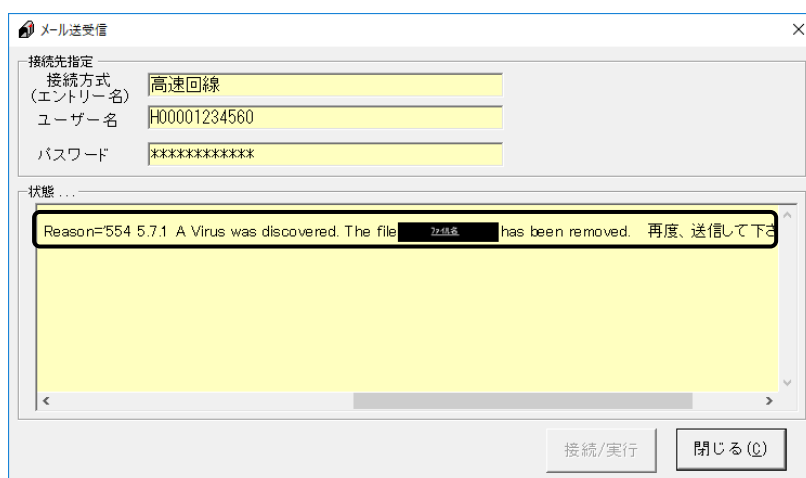 メール送受信
接続先指定
接続方式
(エントリー名)
高速回線
ユーザー名
H00001234560
パスワード
************
状態 ...
Reason='554 5.7.1 A Virus was discovered. The file ファイル名 has been removed. 再度、送信して下さ
接続/実行
閉じる(C)